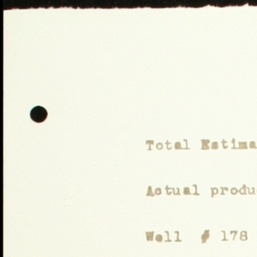 Total Estima
Actual produ
Well # 178